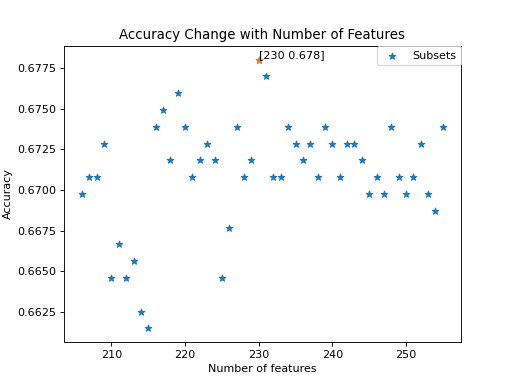 Accuracy Change with Number of Features
[230 0.678]
Subsets
0.6775
0.6750
0.6725
0.6700
0.6675
0.6650
0.6625
Accuracy
210 220 230 240 250
Number of features